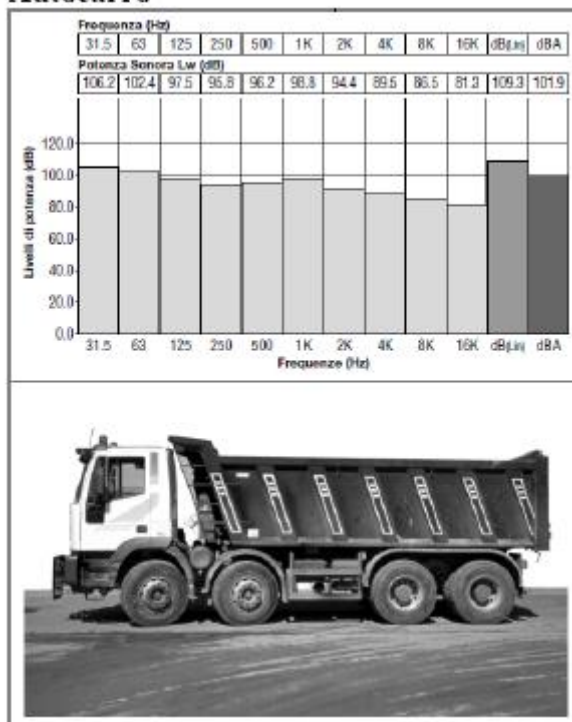 Frequenza (Hz)
31.5 63 125 250 500 1K 2K 4K 8K 16K dB(Lin) dBA
Potenza Sonora Lw (dB)
106.2 102.4 97.5 95.8 96.2 98.8 94.4 89.5 86.5 81.3 109.3 101.9
Livelli di potenza (dB)
120.0
100.0
80.0
60.0
40.0
20.0
0.0
31.5 63 125 250 500 1K 2K 4K 8K 16K dB(Lin) dBA
Frequenze (Hz)